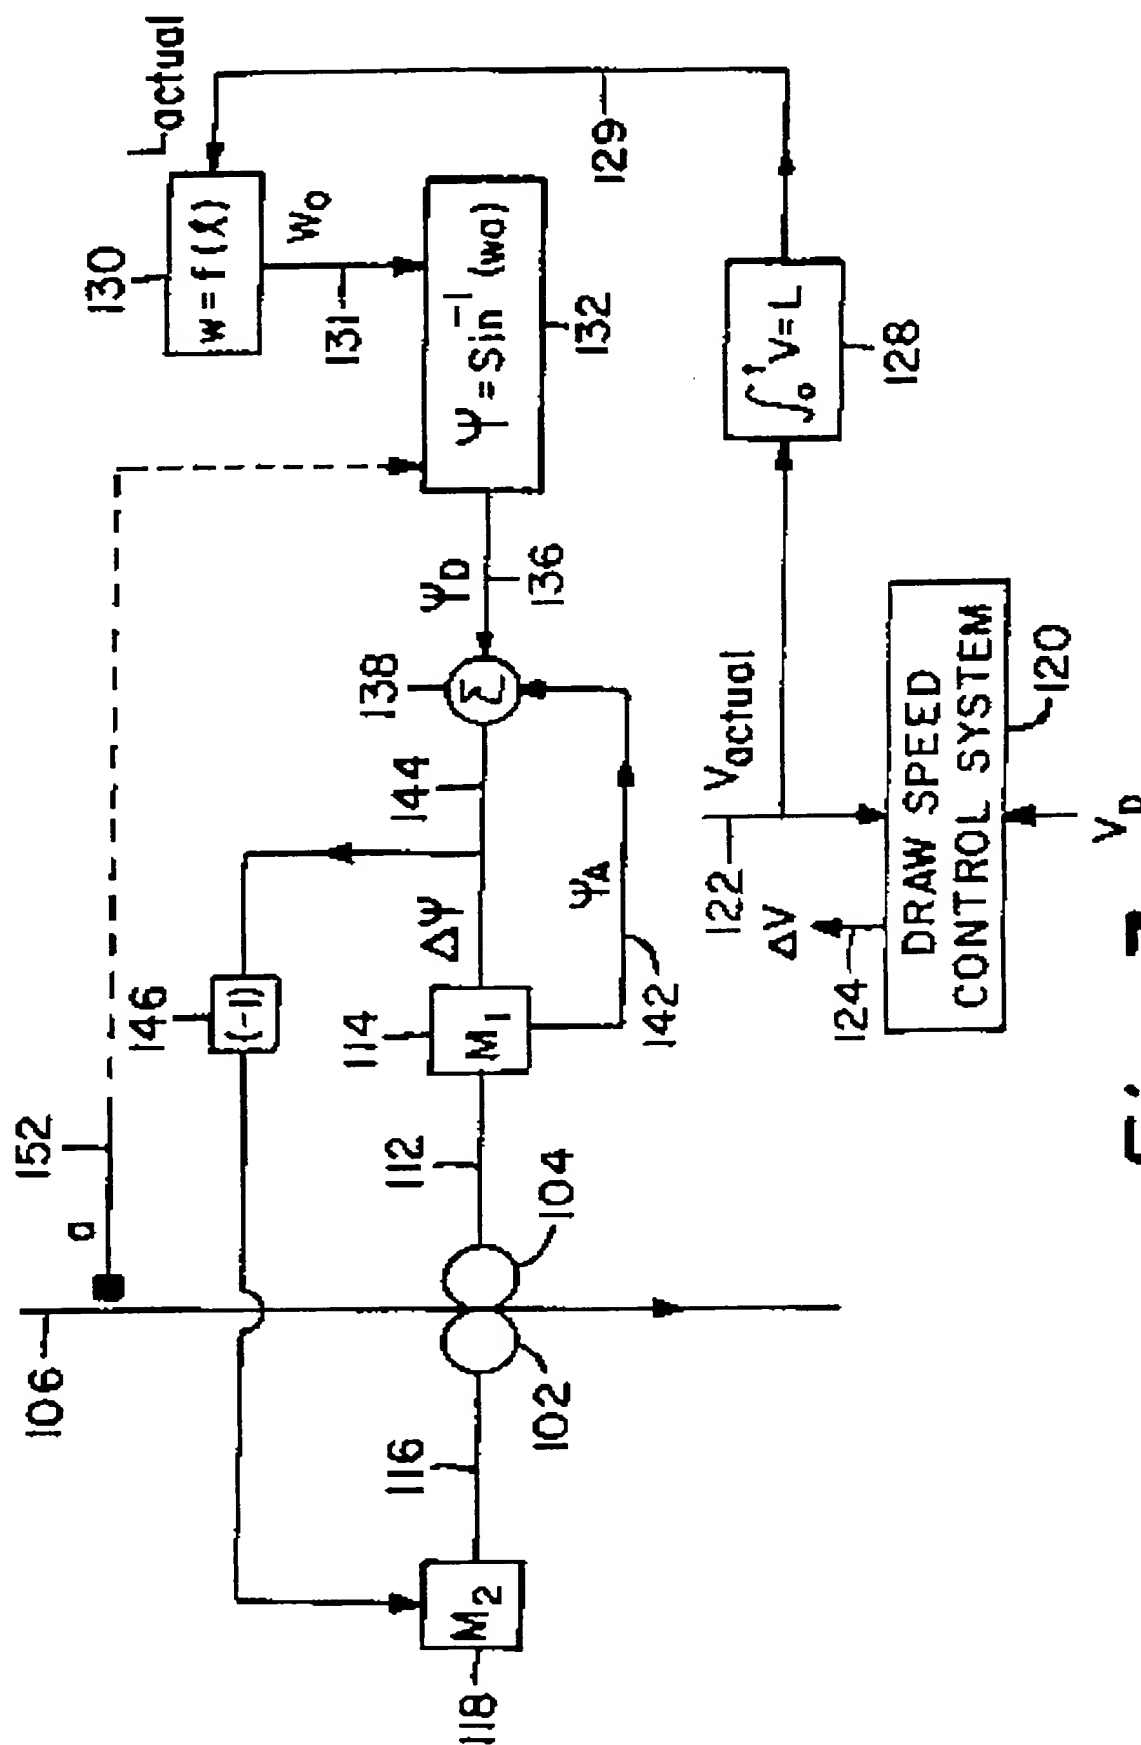 106
152
a
146
(-1)
130
w = f(ℓ)
L actual
118
M₂
116
102
104
112
114
M₁
ΔΨ
144
138
Σ
Ψ_D
136
Ψ = Sin⁻¹ (wa)
132
131
W₀
129
Ψ_A
142
122
V actual
ΔV
124
∫₀ᵗ V = L
128
DRAW SPEED
CONTROL SYSTEM
120
V_D